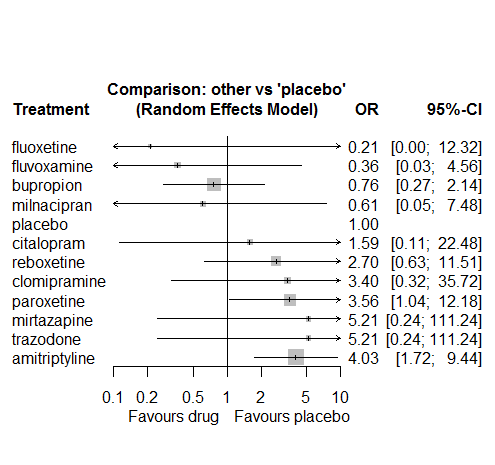 Comparison: other vs 'placebo'
Treatment (Random Effects Model) OR 95%-CI
fluoxetine 0.21 [0.00; 12.32]
fluvoxamine 0.36 [0.03; 4.56]
bupropion 0.76 [0.27; 2.14]
milnacipran 0.61 [0.05; 7.48]
placebo 1.00
citalopram 1.59 [0.11; 22.48]
reboxetine 2.70 [0.63; 11.51]
clomipramine 3.40 [0.32; 35.72]
paroxetine 3.56 [1.04; 12.18]
mirtazapine 5.21 [0.24; 111.24]
trazodone 5.21 [0.24; 111.24]
amitriptyline 4.03 [1.72; 9.44]
0.1 0.2 0.5 1 2 5 10
Favours drug Favours placebo